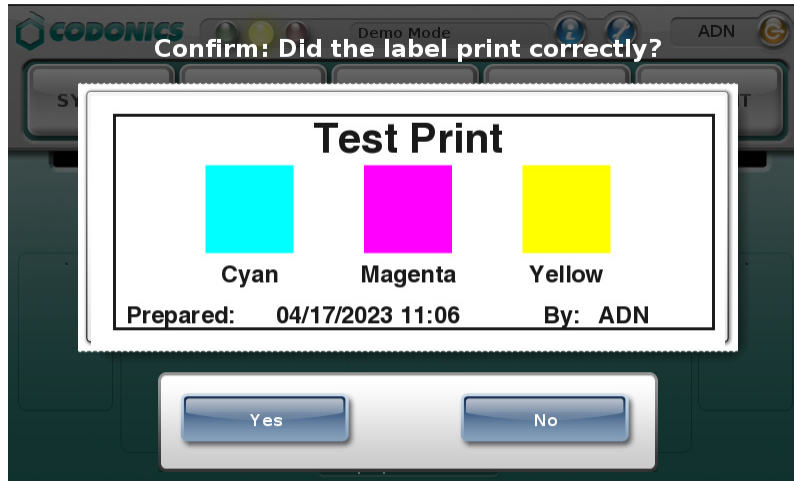 CODONICS Demo Mode i ? ADN
Confirm: Did the label print correctly?
SY T
Test Print
Cyan Magenta Yellow
Prepared: 04/17/2023 11:06 By: ADN
Yes No